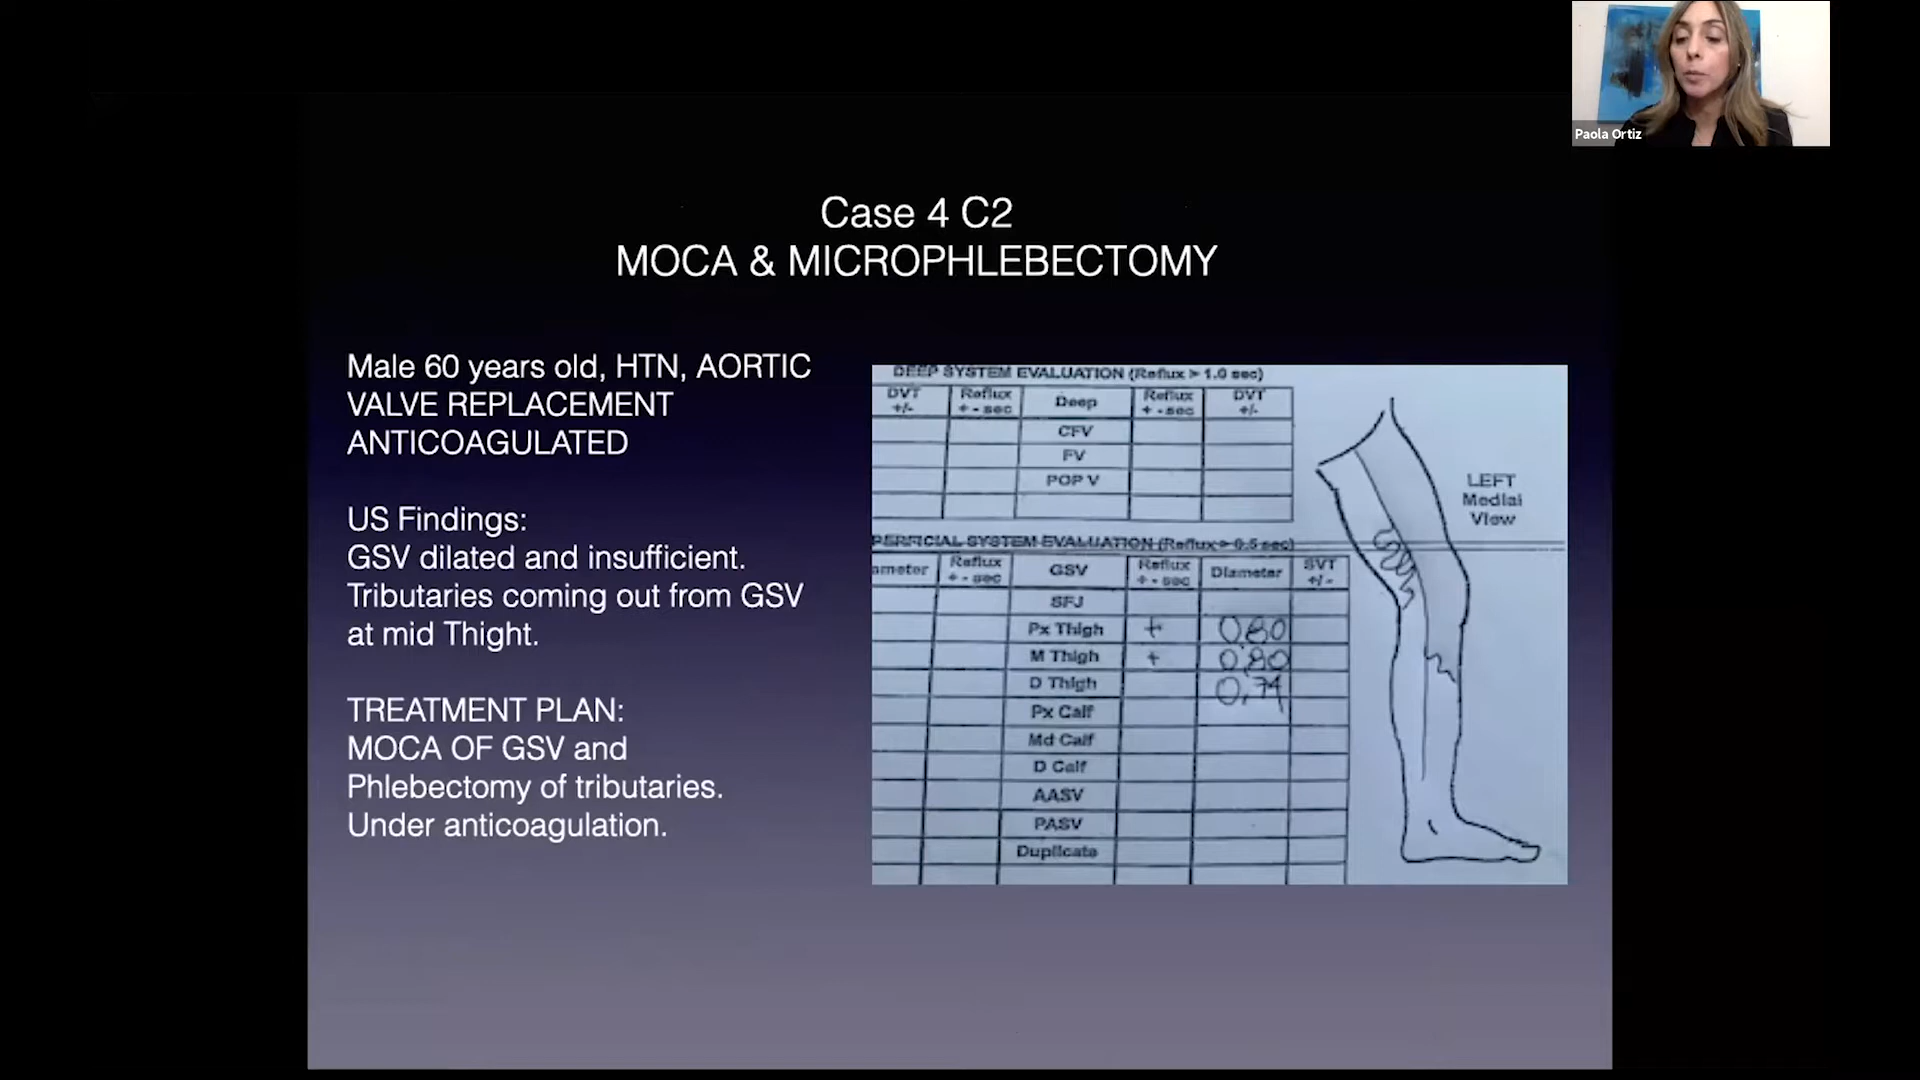 Paola Ortiz
Case 4 C2
MOCA & MICROPHLEBECTOMY
Male 60 years old, HTN, AORTIC
VALVE REPLACEMENT
ANTICOAGULATED
US Findings:
GSV dilated and insufficient.
Tributaries coming out from GSV
at mid Thight.
TREATMENT PLAN:
MOCA OF GSV and
Phlebectomy of tributaries.
Under anticoagulation.
DEEP SYSTEM EVALUATION (Reflux > 1.0 sec)
DVT +/- Reflux + - sec Deep Reflux + - sec DVT +/-
CFV
FV
POP V
PERFICIAL SYSTEM EVALUATION (Reflux > 0.5 sec)
ameter Reflux + - sec GSV Reflux + - sec Diameter SVT +/-
SFJ
Px Thigh + 0.80
M Thigh + 0.80
D Thigh 0,74
Px Calf
Md Calf
D Calf
AASV
PASV
Duplicate
LEFT
Medial
View